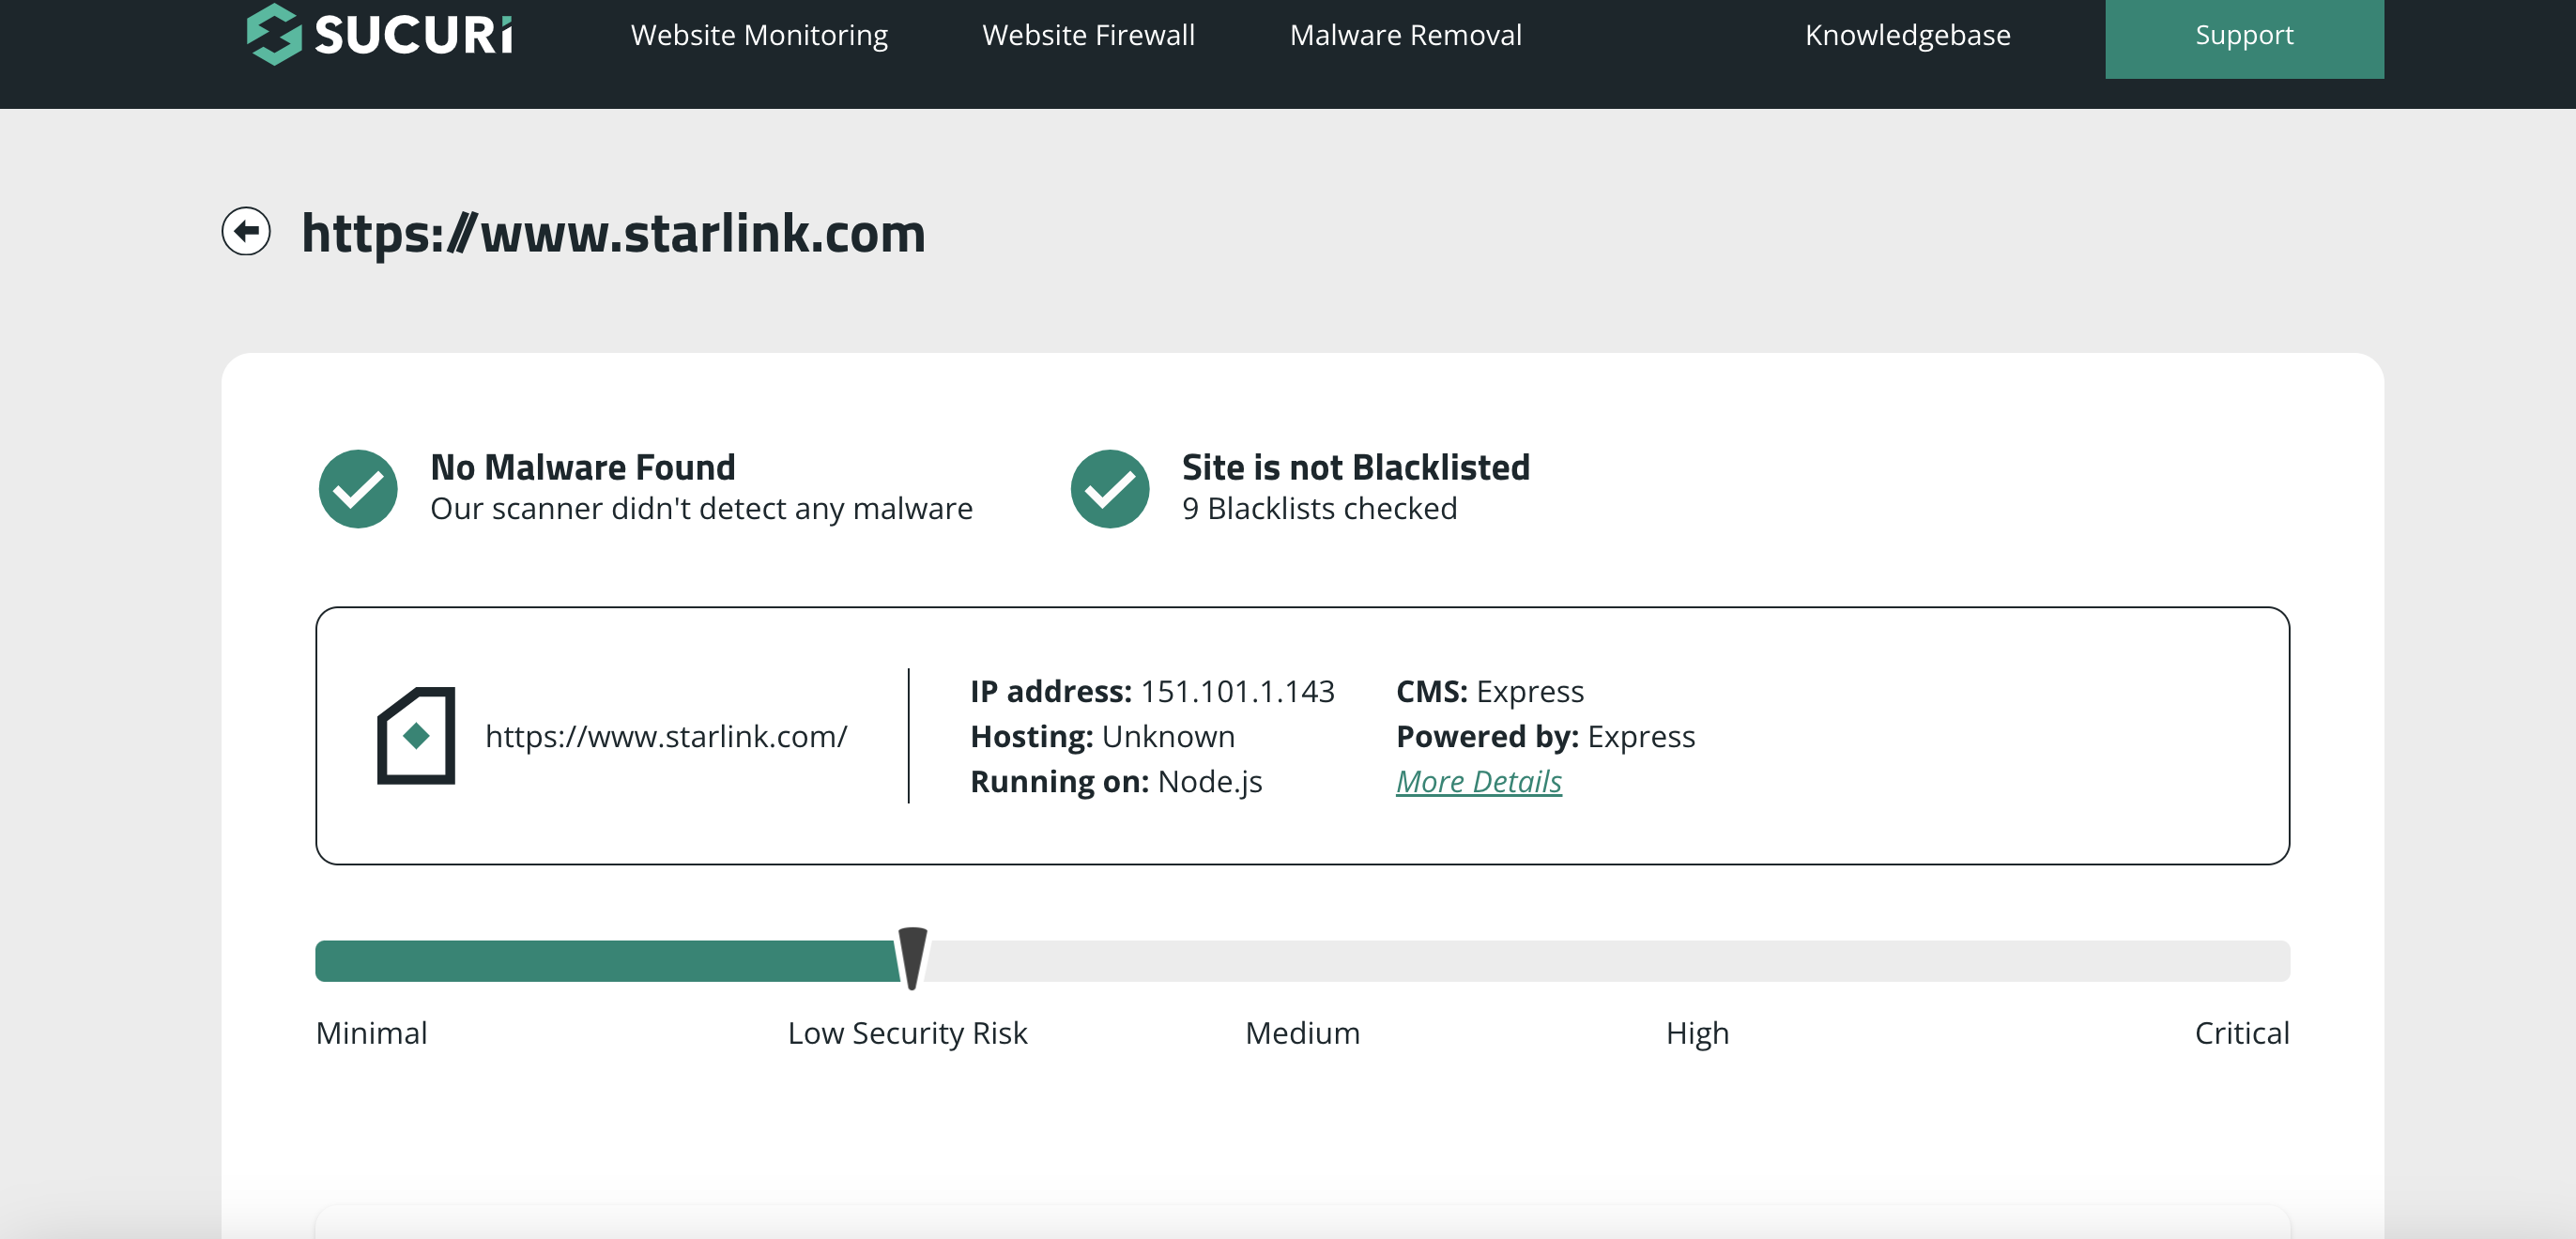 SUCURi
Website Monitoring
Website Firewall
Malware Removal
Knowledgebase
Support
https://www.starlink.com
No Malware Found
Our scanner didn't detect any malware
Site is not Blacklisted
9 Blacklists checked
https://www.starlink.com/
IP address: 151.101.1.143
Hosting: Unknown
Running on: Node.js
CMS: Express
Powered by: Express
More Details
Minimal
Low Security Risk
Medium
High
Critical